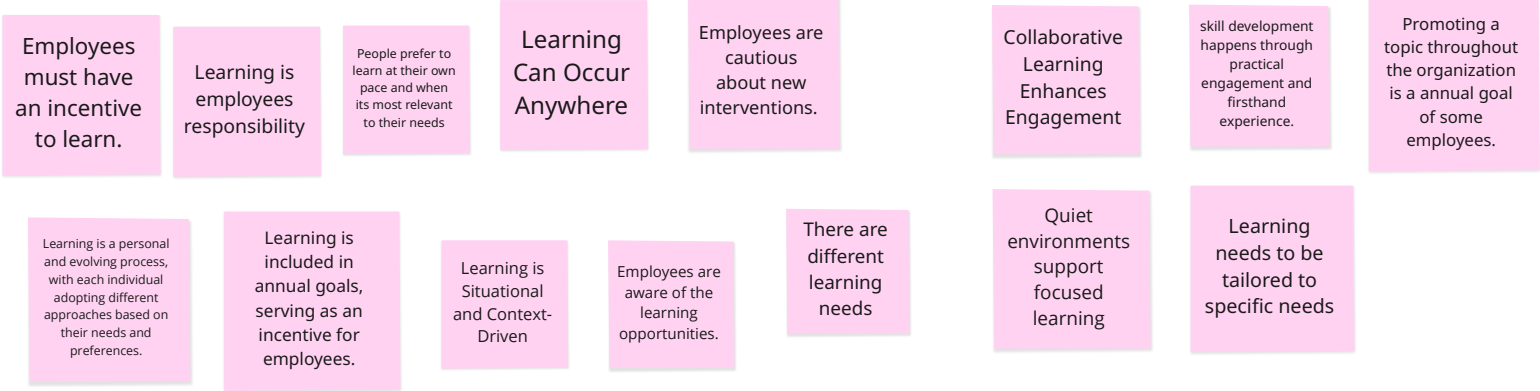 Employees
must have
an incentive
to learn.
Learning is
employees
responsibility
People prefer to
learn at their own
pace and when
its most relevant
to their needs
Learning
Can Occur
Anywhere
Employees are
cautious
about new
interventions.
Collaborative
Learning
Enhances
Engagement
skill development
happens through
practical
engagement and
firsthand
experience.
Promoting a
topic throughout
the organization
is a annual goal
of some
employees.
Learning is a personal
and evolving process,
with each individual
adopting different
approaches based on
their needs and
preferences.
Learning is
included in
annual goals,
serving as an
incentive for
employees.
Learning is
Situational
and Context-
Driven
Employees are
aware of the
learning
opportunities.
There are
different
learning
needs
Quiet
environments
support
focused
learning
Learning
needs to be
tailored to
specific needs